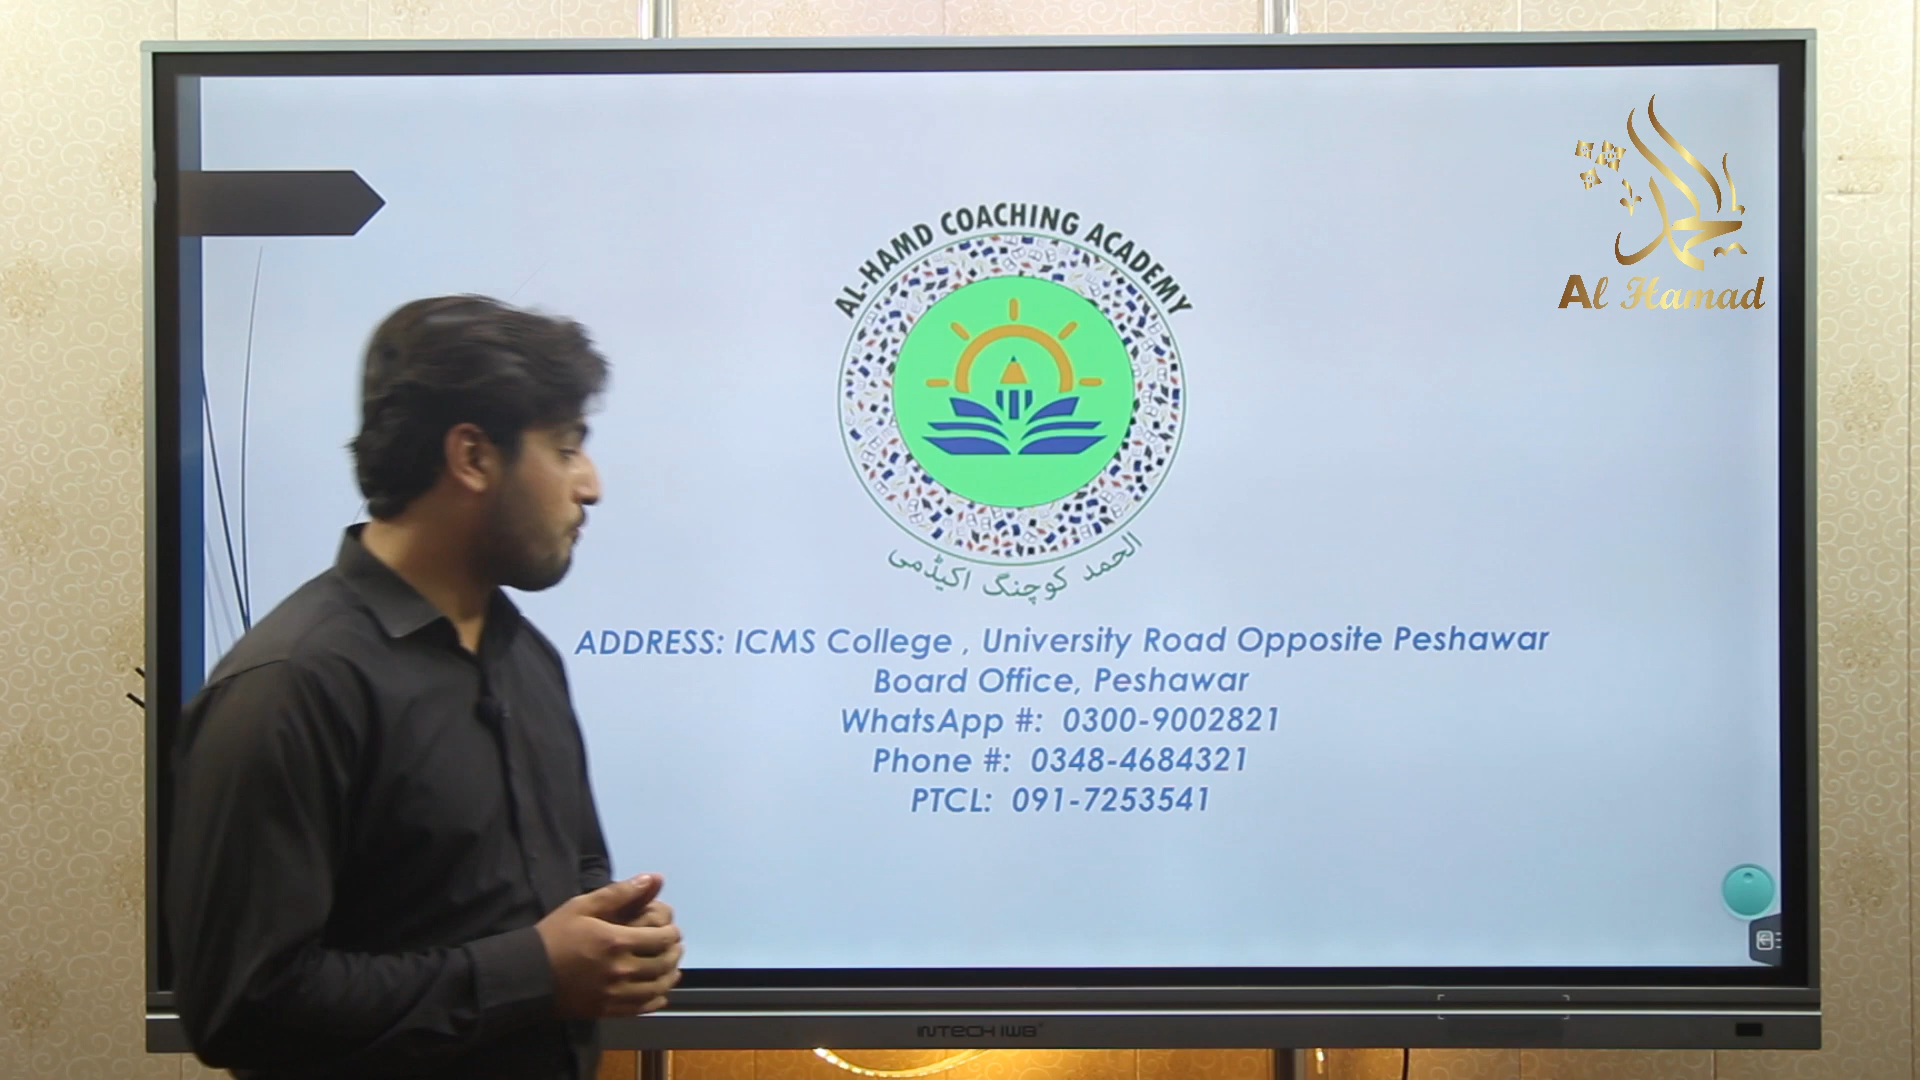 AL-HAMD COACHING ACADEMY
الحمد کوچنگ اکیڈمی
الحمد
Al Hamad
ADDRESS: ICMS College , University Road Opposite Peshawar
Board Office, Peshawar
WhatsApp #: 0300-9002821
Phone #: 0348-4684321
PTCL: 091-7253541
INTECH IWB